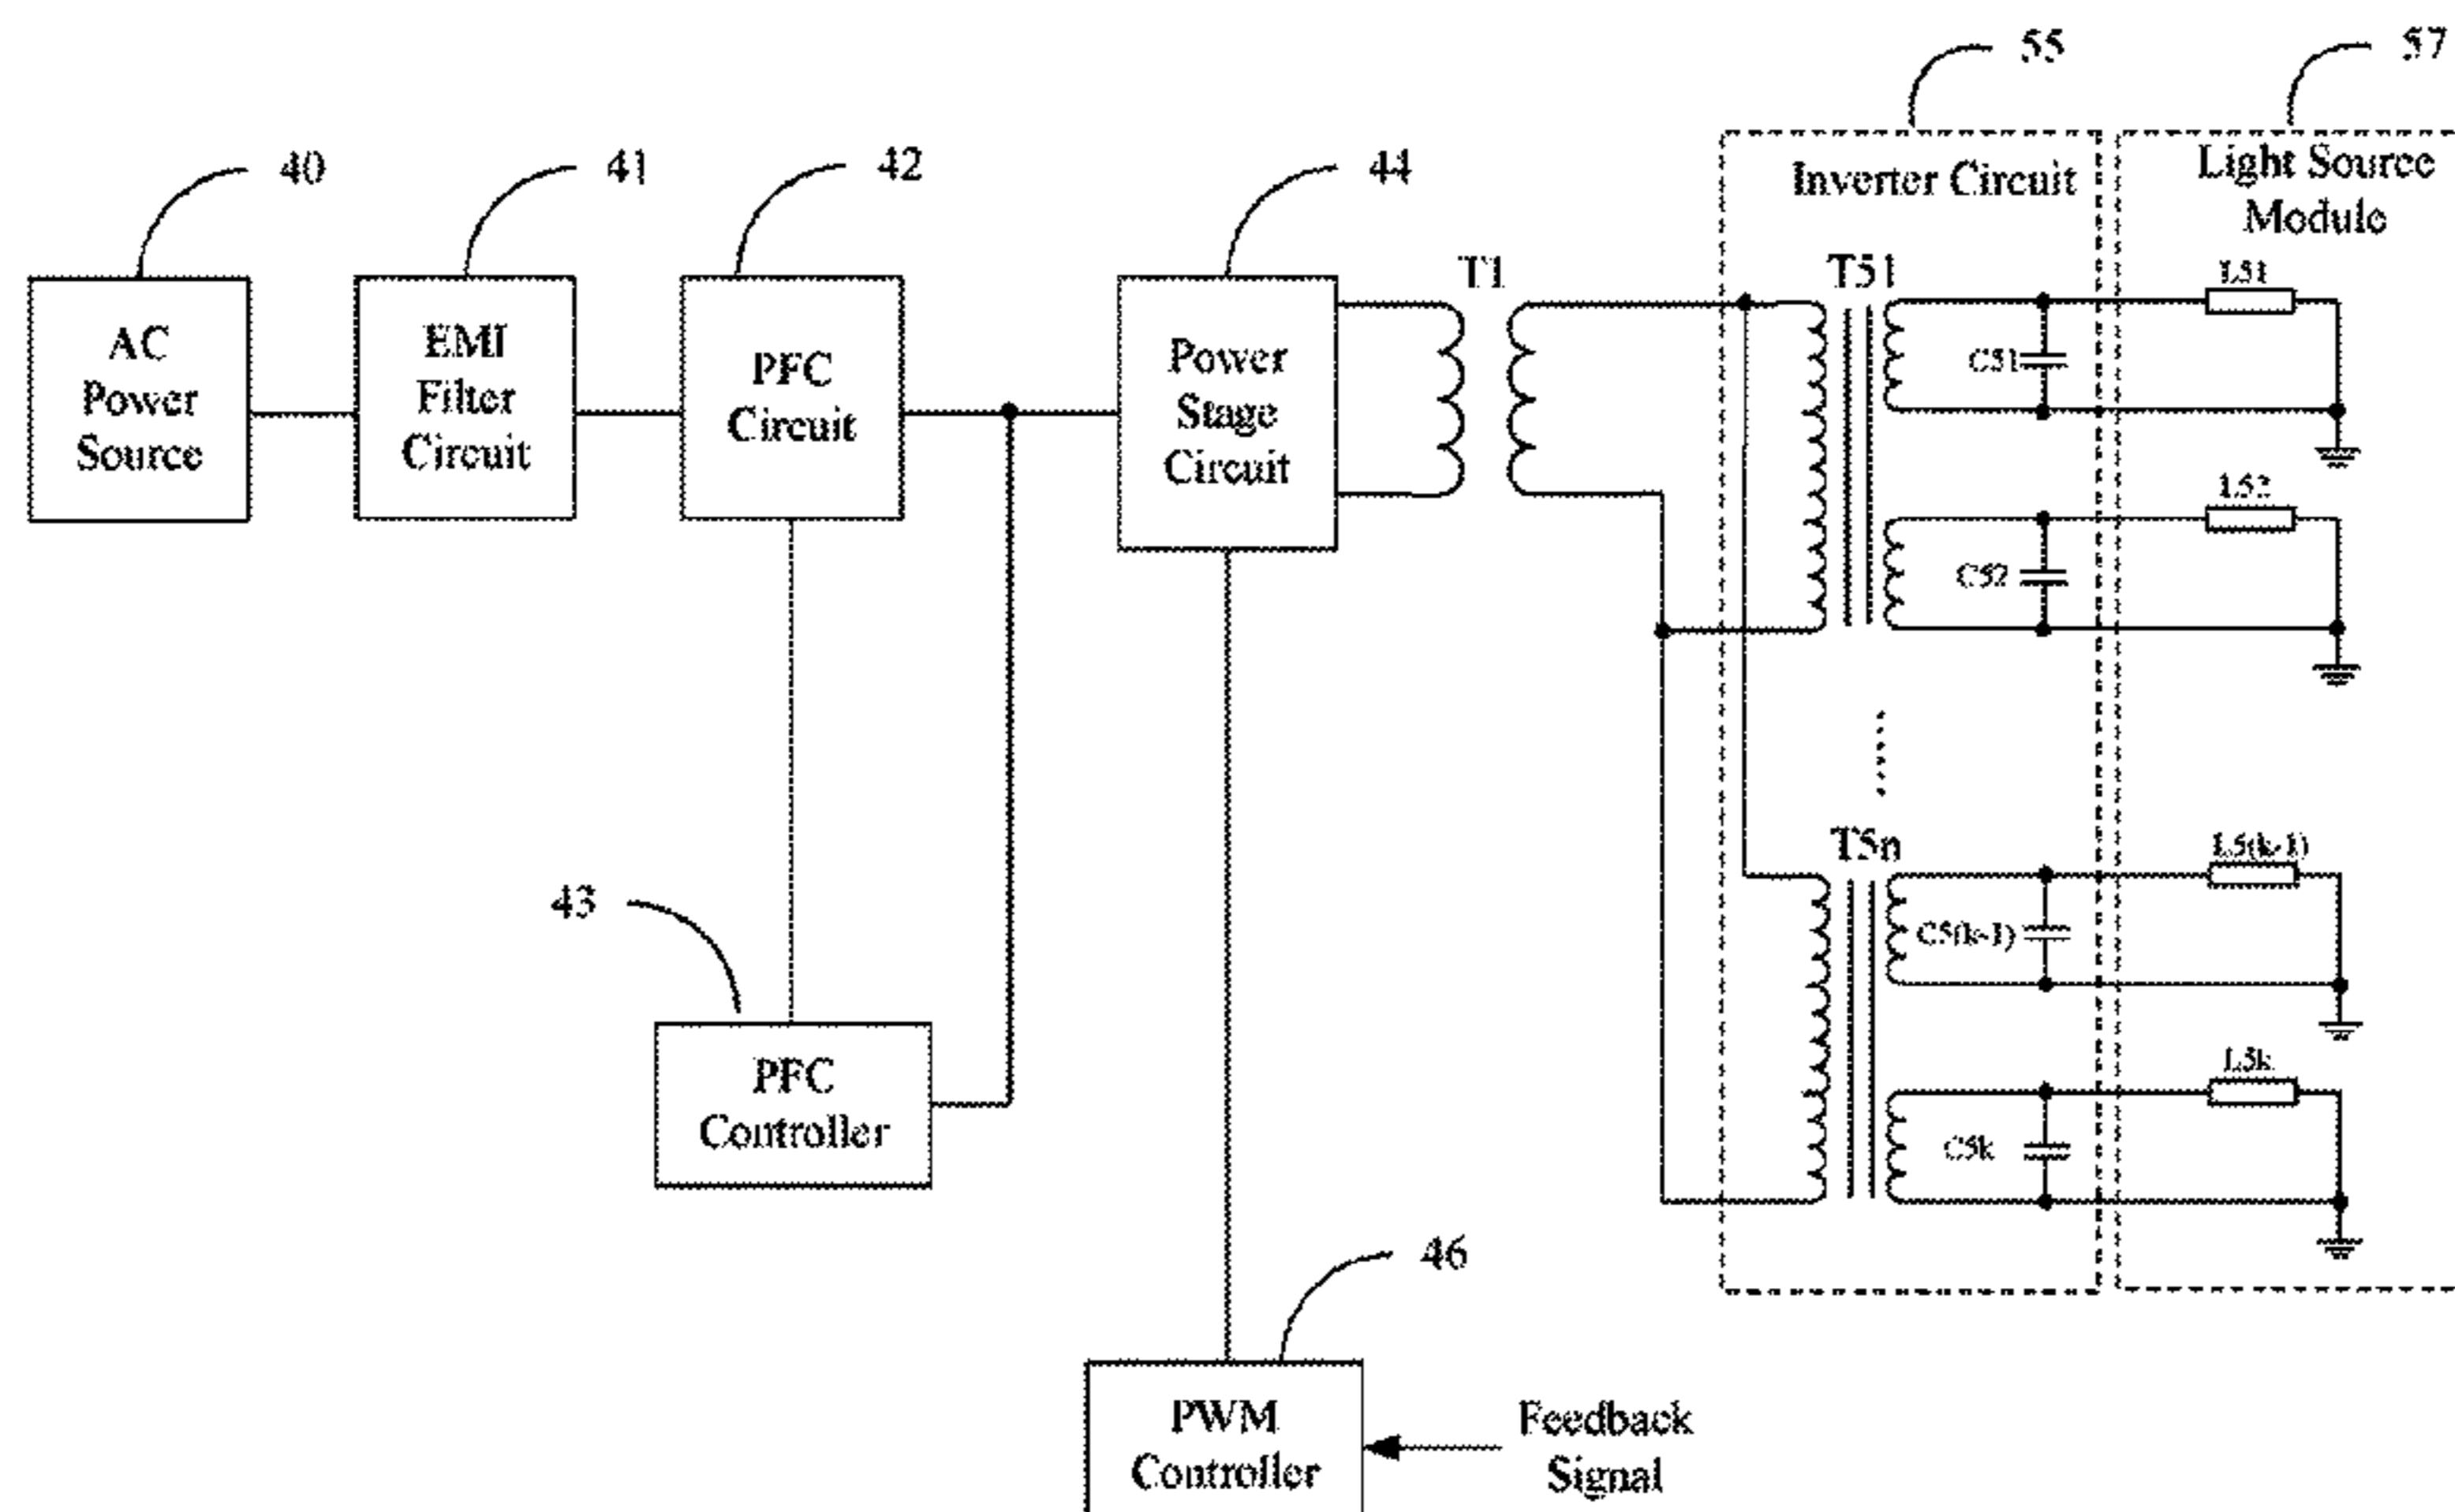 55
57
40
41
42
44
Inverter Circuit
Light Source
Module
AC
Power
Source
EMI
Filter
Circuit
PFC
Circuit
Power
Stage
Circuit
T1
T51
L51
C51
L52
C52
T5n
L5(k-1)
C5(k-1)
L5k
C5k
43
PFC
Controller
46
PWM
Controller
Feedback
Signal